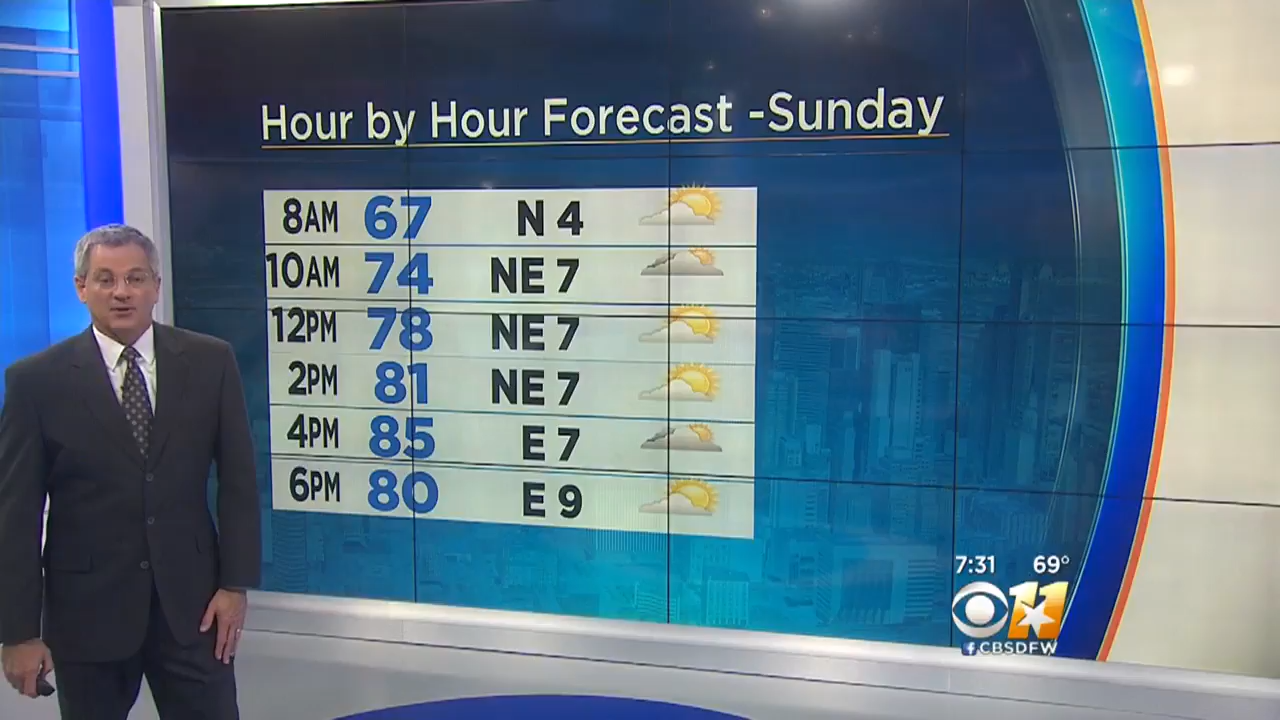 Hour by Hour Forecast -Sunday
8AM 67 N 4
10AM 74 NE 7
12PM 78 NE 7
2PM 81 NE 7
4PM 85 E 7
6PM 80 E 9
7:31 69°
11
f CBSDFW